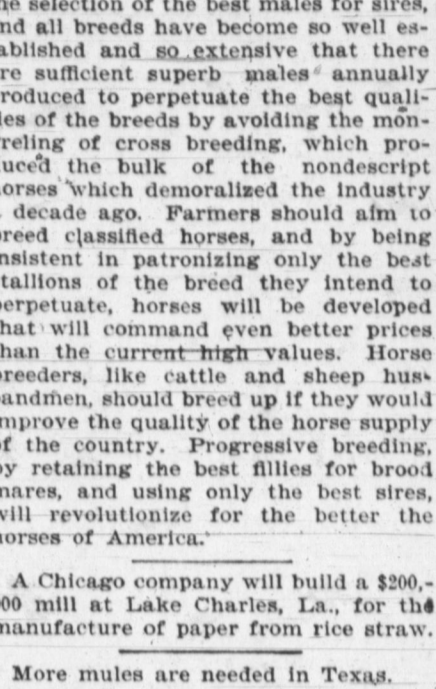 he selection of the best males for sires,
nd all breeds have become so well es-
ablished and so extensive that there
re sufficient superb males annually
roduced to perpetuate the best quali-
ies of the breeds by avoiding the mon-
reling of cross breeding, which pro-
uced the bulk of the nondescript
orses which demoralized the industry
decade ago. Farmers should aim to
reed classified horses, and by being
nsistent in patronizing only the best
tallions of the breed they intend to
erpetuate, horses will be developed
hat will command even better prices
han the current high values. Horse
reeders, like cattle and sheep hus-
andmen, should breed up if they would
mprove the quality of the horse supply
f the country. Progressive breeding,
y retaining the best fillies for brood
mares, and using only the best sires,
will revolutionize for the better the
orses of America.
A Chicago company will build a $200,-
00 mill at Lake Charles, La., for the
manufacture of paper from rice straw.
More mules are needed in Texas.